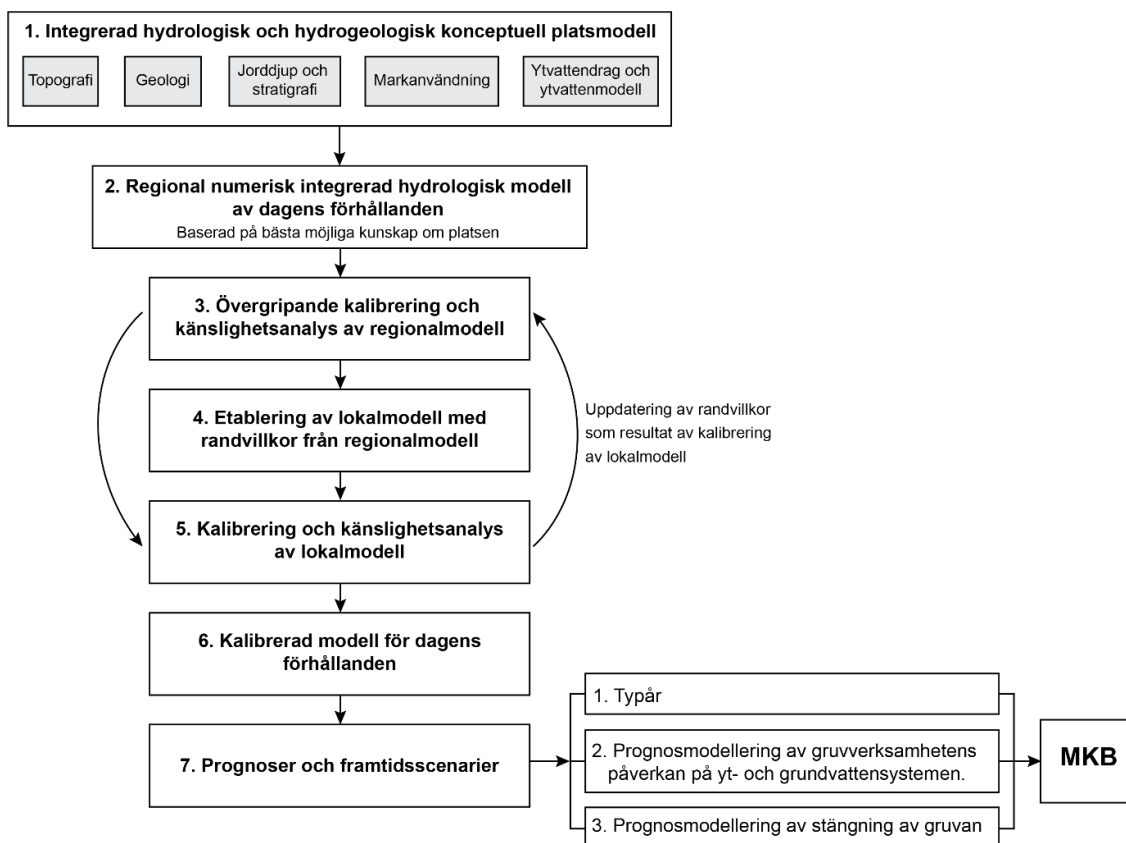 1. Integrerad hydrologisk och hydrogeologisk konceptuell platsmodell
Topografi
Geologi
Jorddjup och
stratigrafi
Markanvändning
Ytvattendrag och
ytvattenmodell
2. Regional numerisk integrerad hydrologisk modell
av dagens förhållanden
Baserad på bästa möjliga kunskap om platsen
3. Övergripande kalibrering och
känslighetsanalys av regionalmodell
4. Etablering av lokalmodell med
randvillkor från regionalmodell
Uppdatering av randvillkor
som resultat av kalibrering
av lokalmodell
5. Kalibrering och känslighetsanalys
av lokalmodell
6. Kalibrerad modell för dagens
förhållanden
7. Prognoser och framtidsscenarier
1. Typår
2. Prognosmodellering av gruvverksamhetens
påverkan på yt- och grundvattensystemen.
3. Prognosmodellering av stängning av gruvan
MKB